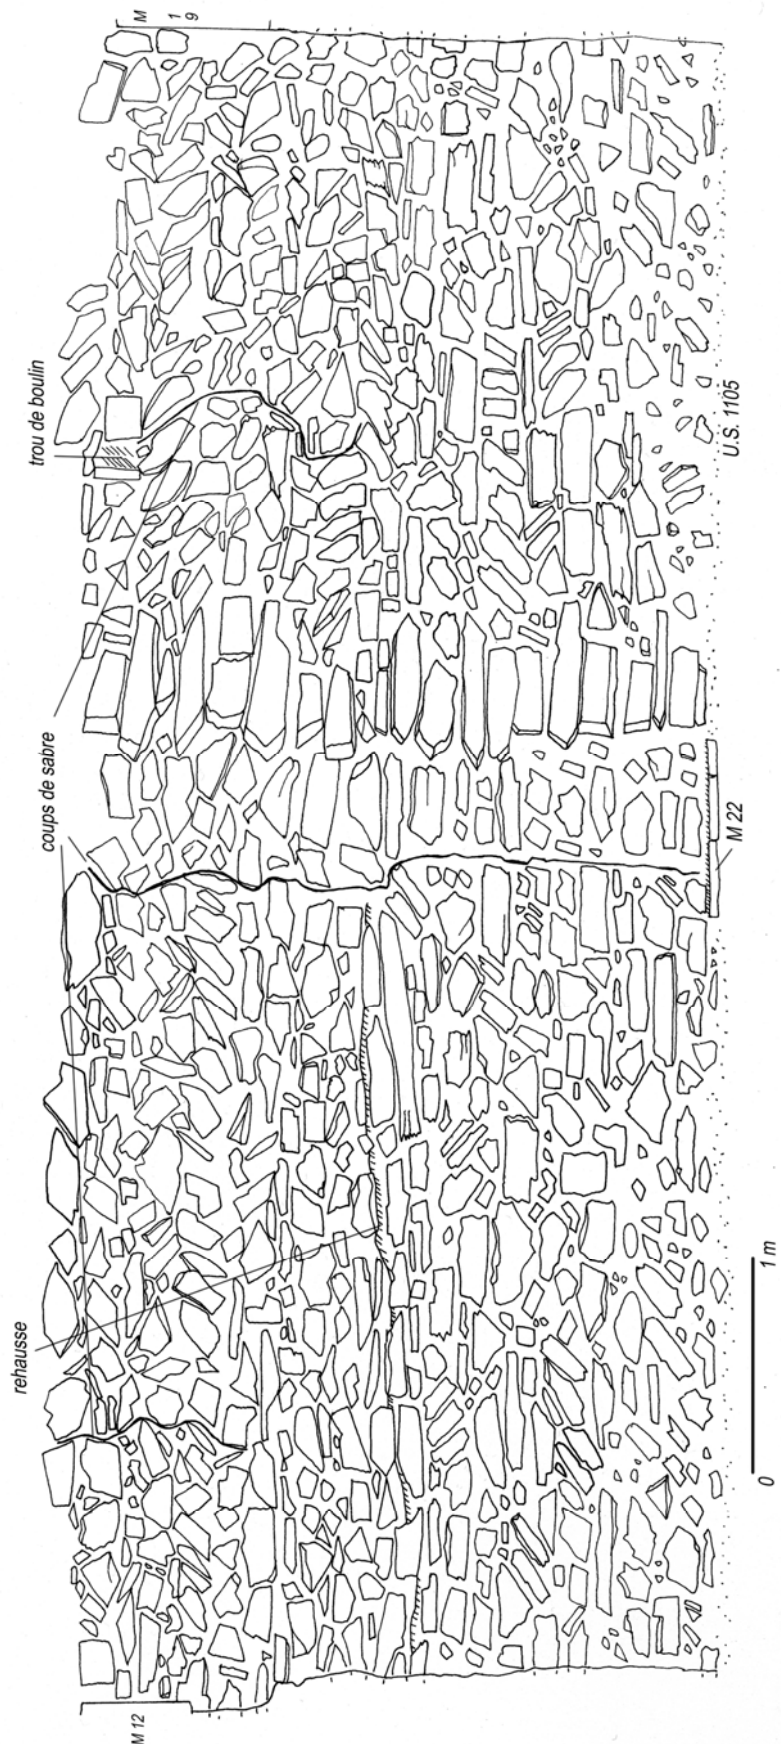 M 19
trou de boulin
coups de sabre
rehausse
M 12
U.S. 1105
M 22
0 1 m